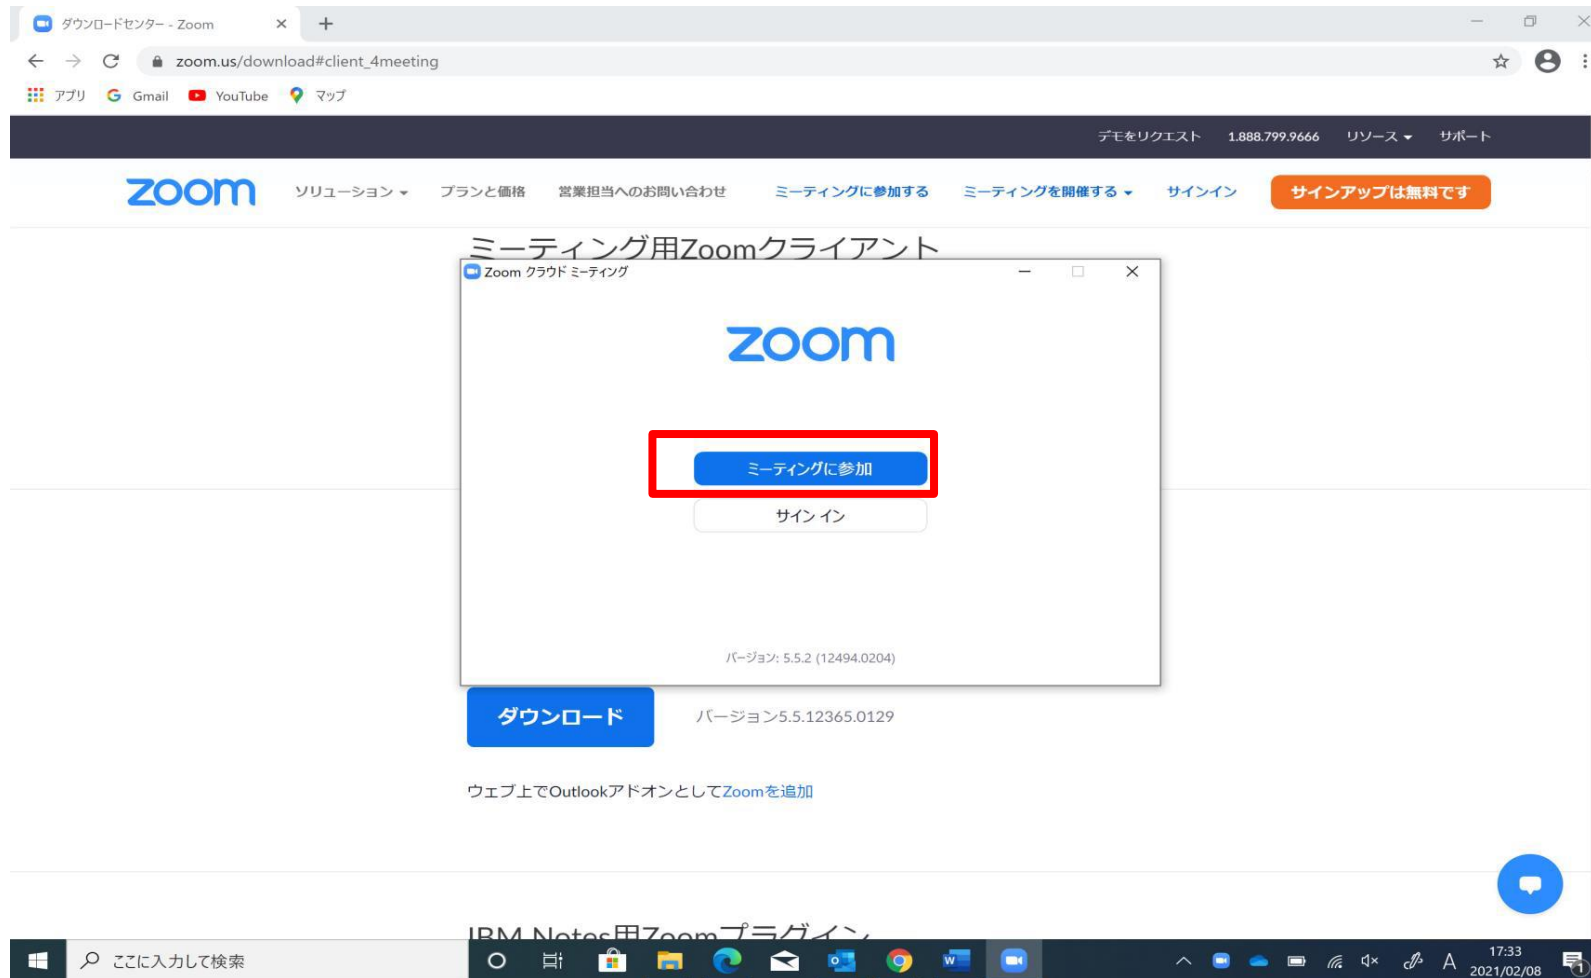 ダウンロードセンター - Zoom
zoom.us/download#client_4meeting
アプリ Gmail YouTube マップ
デモをリクエスト 1.888.799.9666 リソース サポート
zoom ソリューション プランと価格 営業担当へのお問い合わせ ミーティングに参加する ミーティングを開催する サインイン サインアップは無料です
ミーティング用Zoomクライアント
Zoom クラウド ミーティング
zoom
ミーティングに参加
サイン イン
バージョン: 5.5.2 (12494.0204)
ダウンロード バージョン5.5.12365.0129
ウェブ上でOutlookアドオンとしてZoomを追加
IBM Notes用Zoomプラグイン
ここに入力して検索
A 17:33
2021/02/08